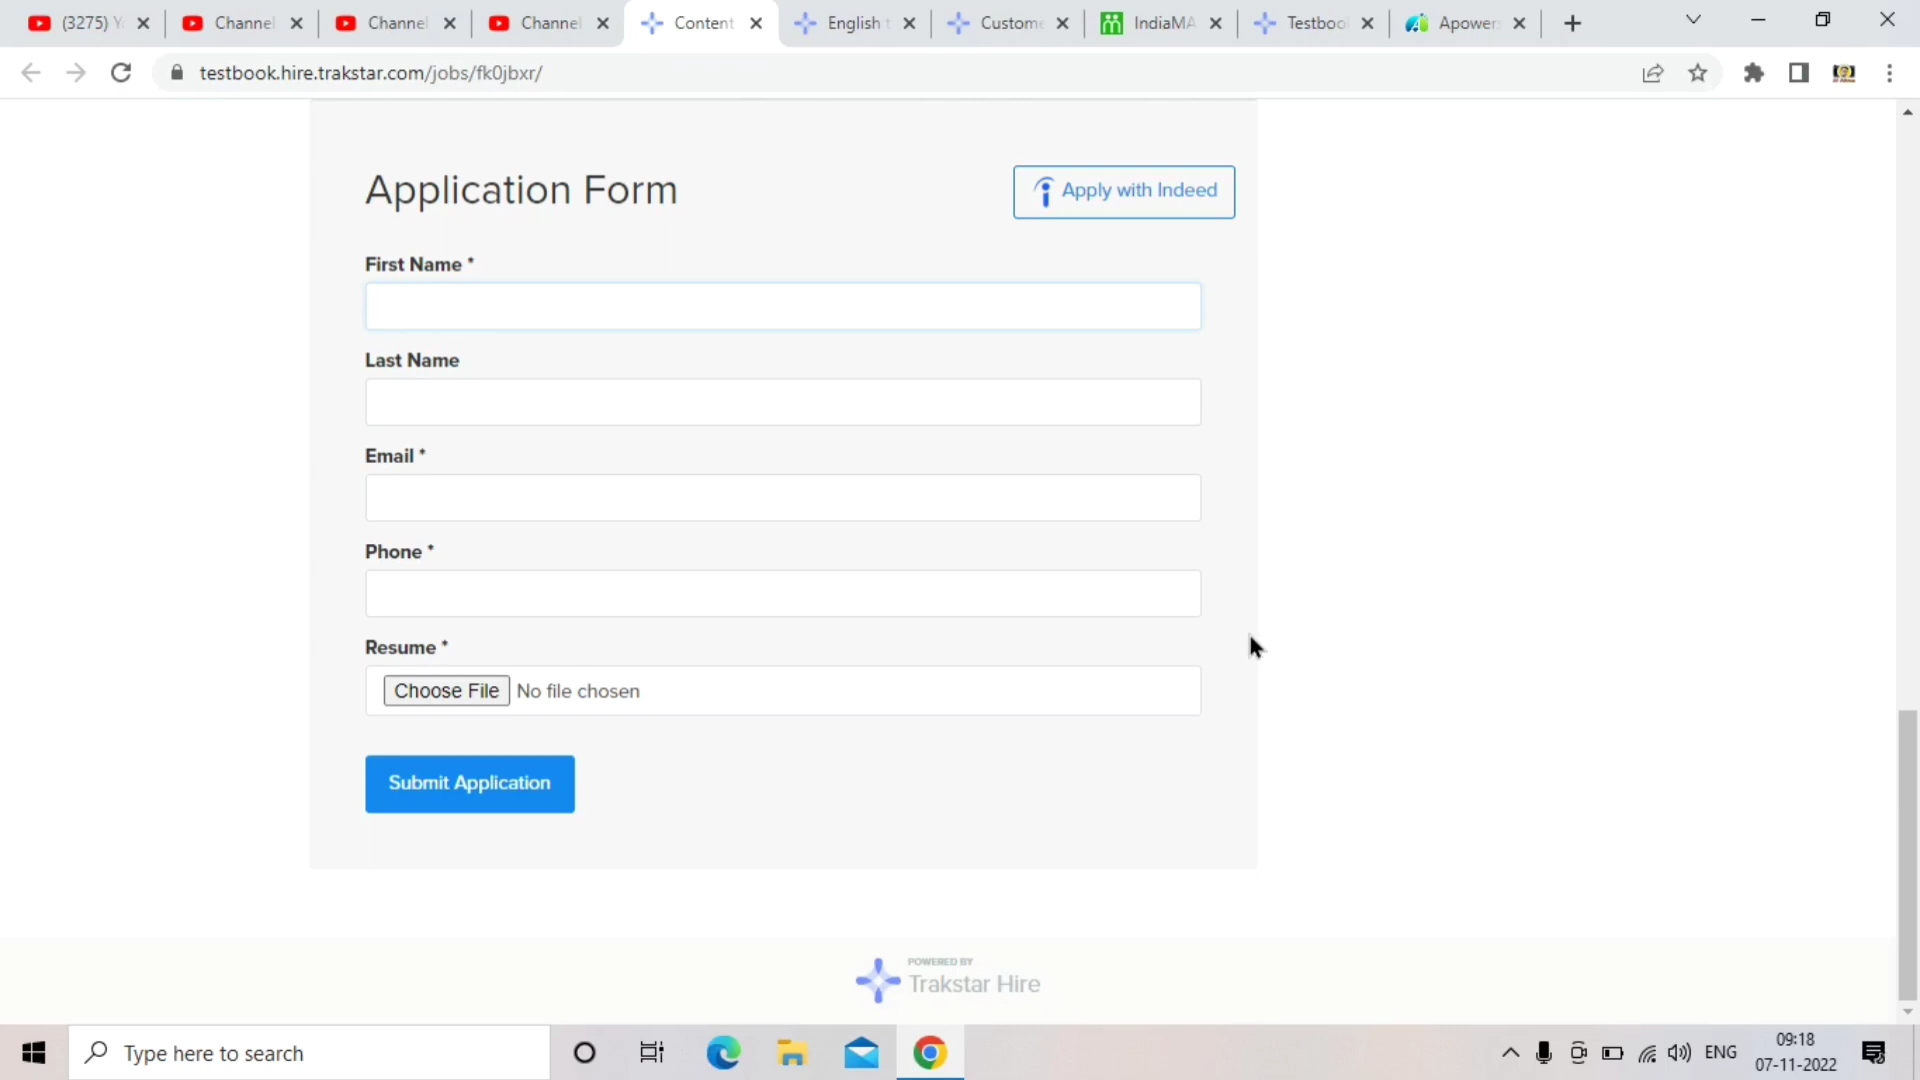 (3275) Y
Channel
Channel
Channel
Content
English t
Custome
IndiaMA
Testboo
Apowers
testbook.hire.trakstar.com/jobs/fk0jbxr/
Application Form
Apply with Indeed
First Name *
Last Name
Email *
Phone *
Resume *
Choose File No file chosen
Submit Application
POWERED BY
Trakstar Hire
Type here to search
ENG
09:18
07-11-2022